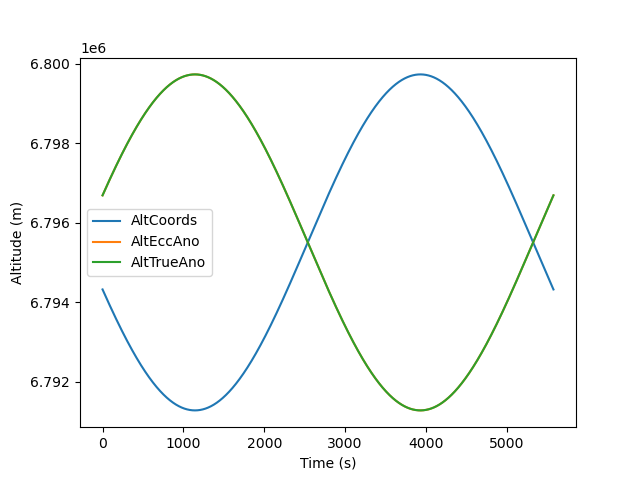 1e6
6.800
6.798
6.796
6.794
6.792
Altitude (m)
AltCoords
AltEccAno
AltTrueAno
0
1000
2000
3000
4000
5000
Time (s)